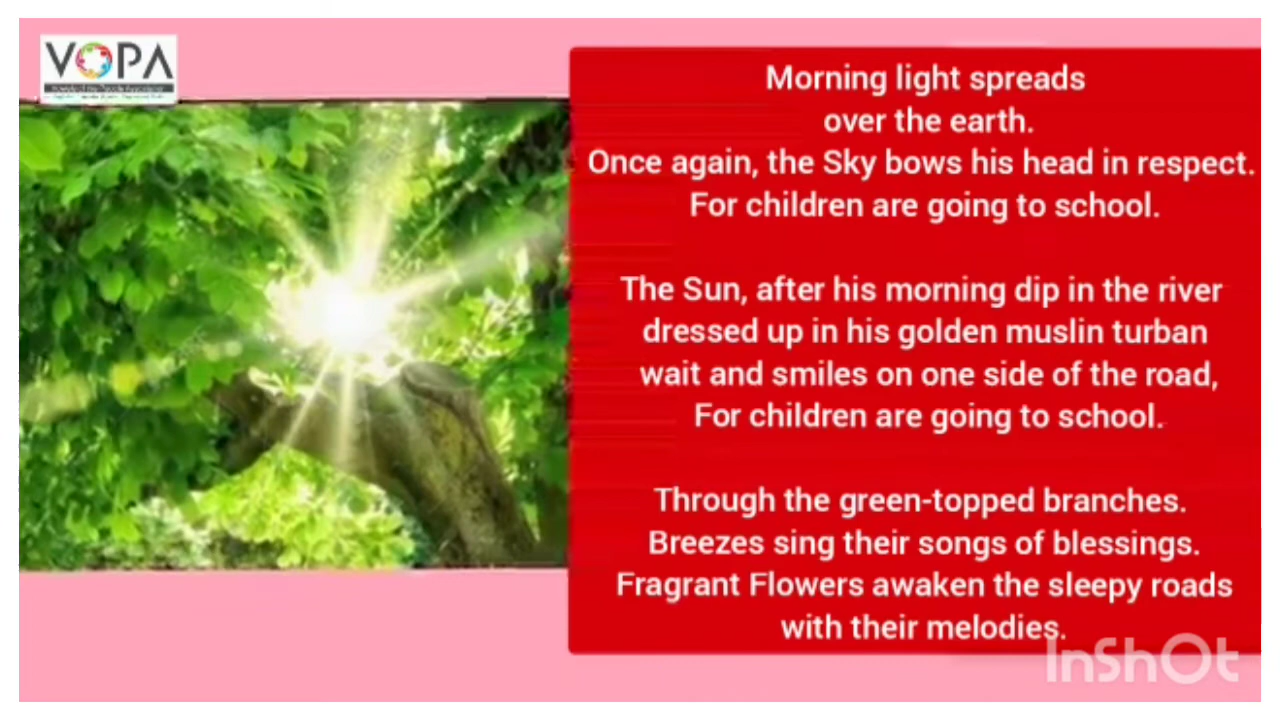 VOPA
Morning light spreads
over the earth.
Once again, the Sky bows his head in respect.
For children are going to school.
The Sun, after his morning dip in the river
dressed up in his golden muslin turban
wait and smiles on one side of the road,
For children are going to school.
Through the green-topped branches.
Breezes sing their songs of blessings.
Fragrant Flowers awaken the sleepy roads
with their melodies.
InShOt